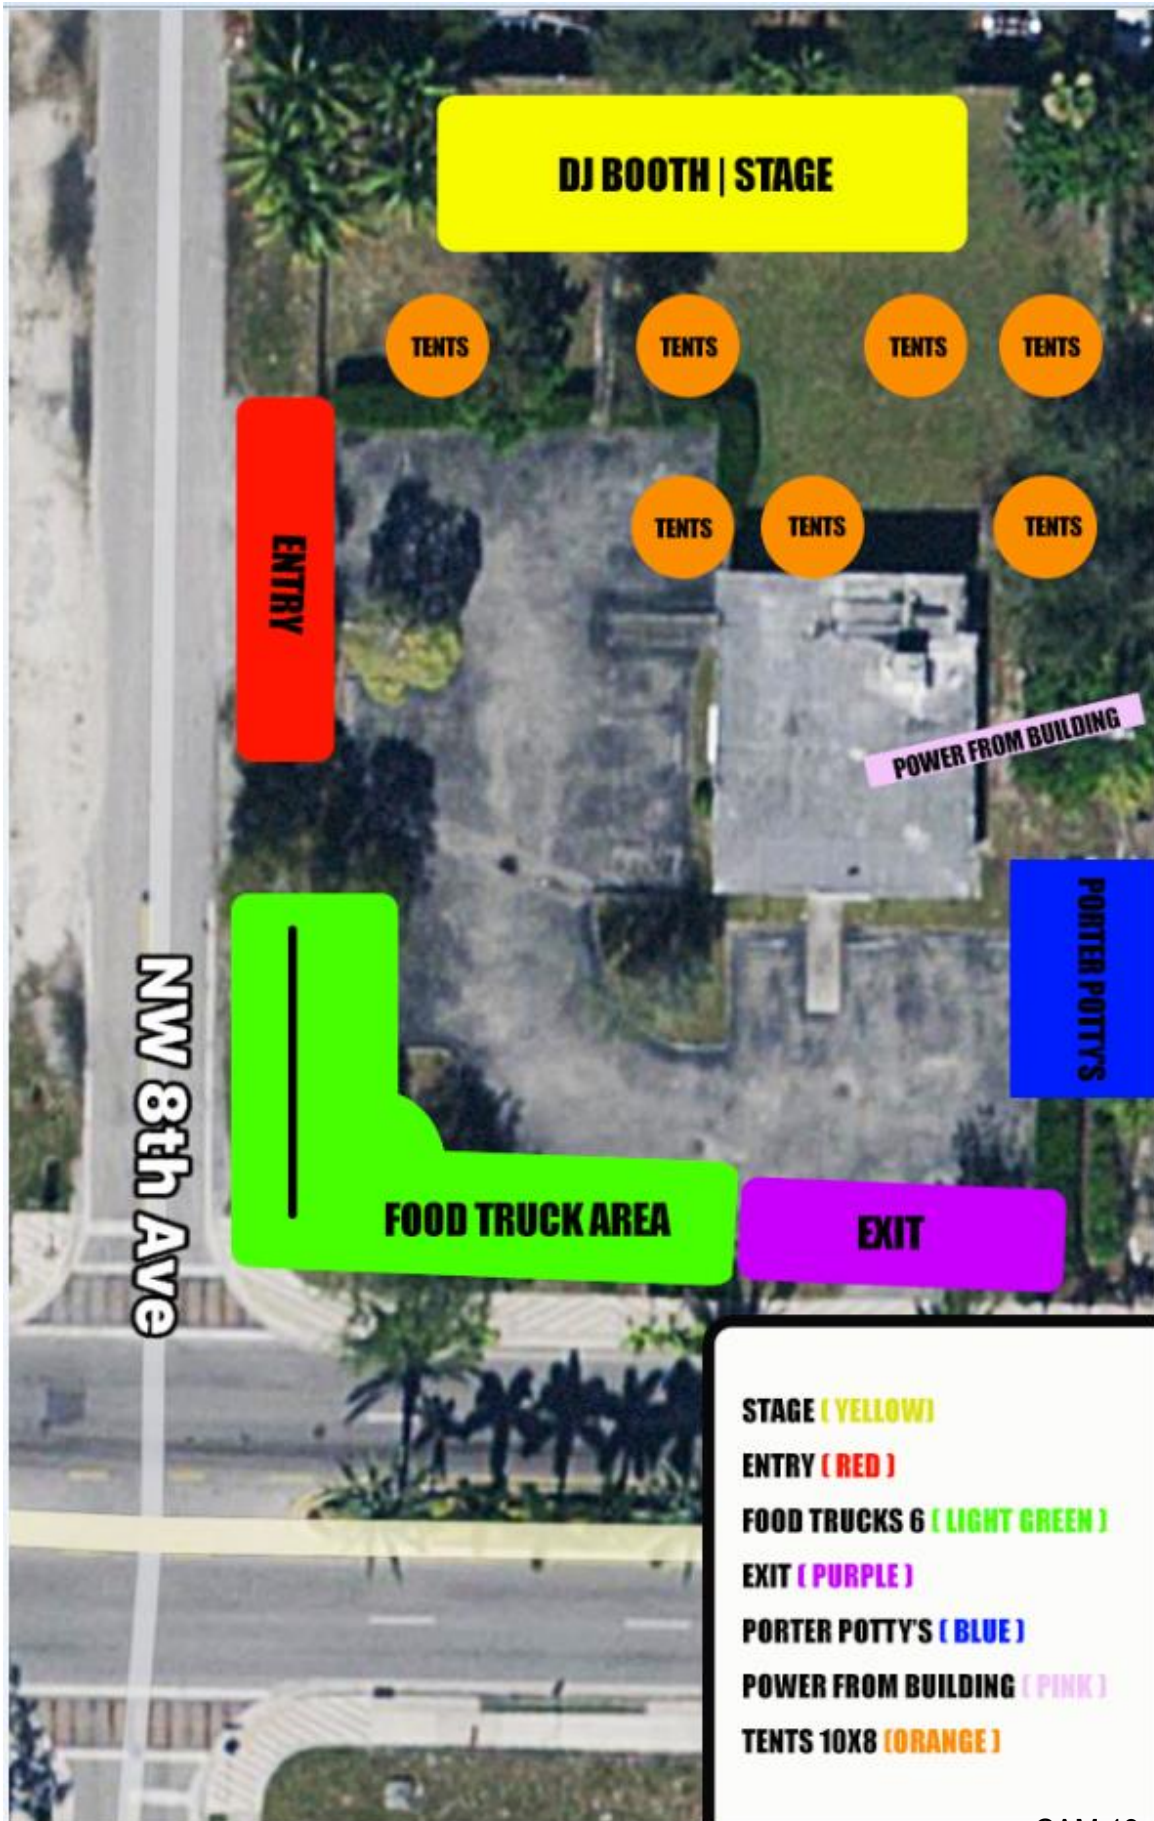 DJ BOOTH | STAGE
TENTS
TENTS
TENTS
TENTS
TENTS
TENTS
TENTS
ENTRY
POWER FROM BUILDING
PORTER POTTY'S
NW 8th Ave
FOOD TRUCK AREA
EXIT
STAGE ( YELLOW)
ENTRY ( RED )
FOOD TRUCKS 6 ( LIGHT GREEN )
EXIT ( PURPLE )
PORTER POTTY'S ( BLUE )
POWER FROM BUILDING ( PINK )
TENTS 10X8 (ORANGE )